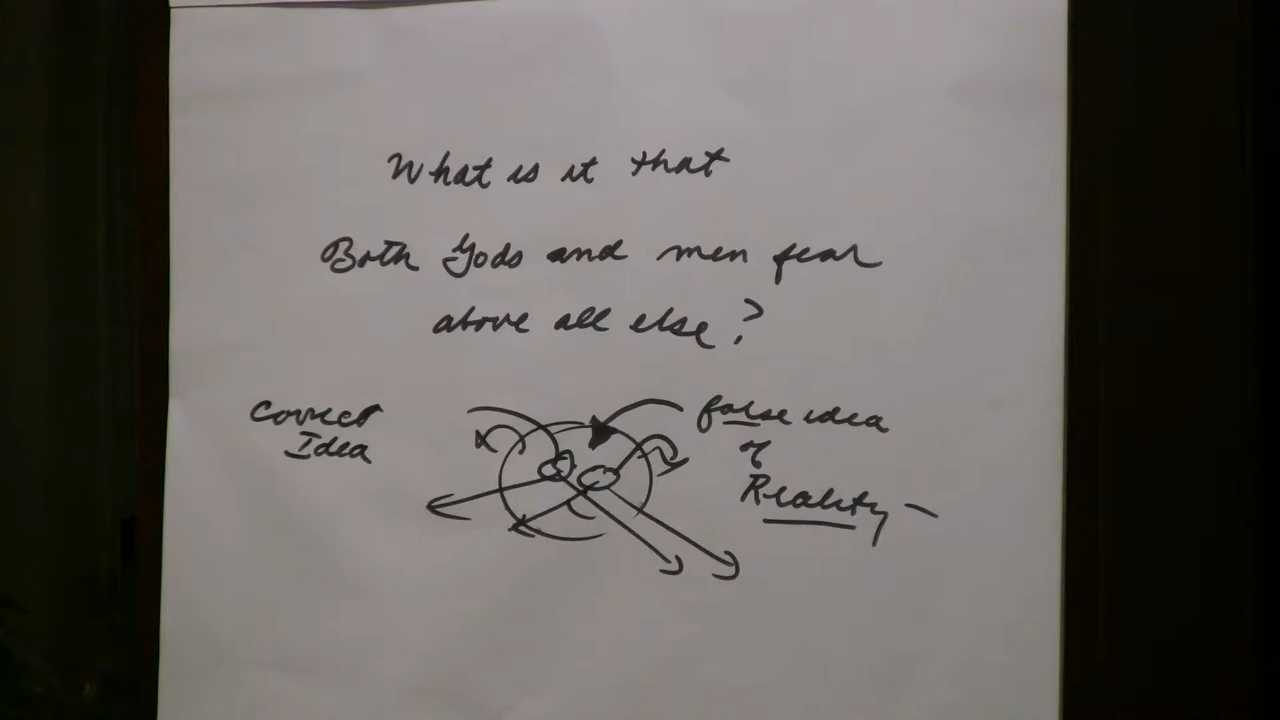 What is it that
Both Gods and men fear
above all else?
Correct
Idea
false idea
of
Reality